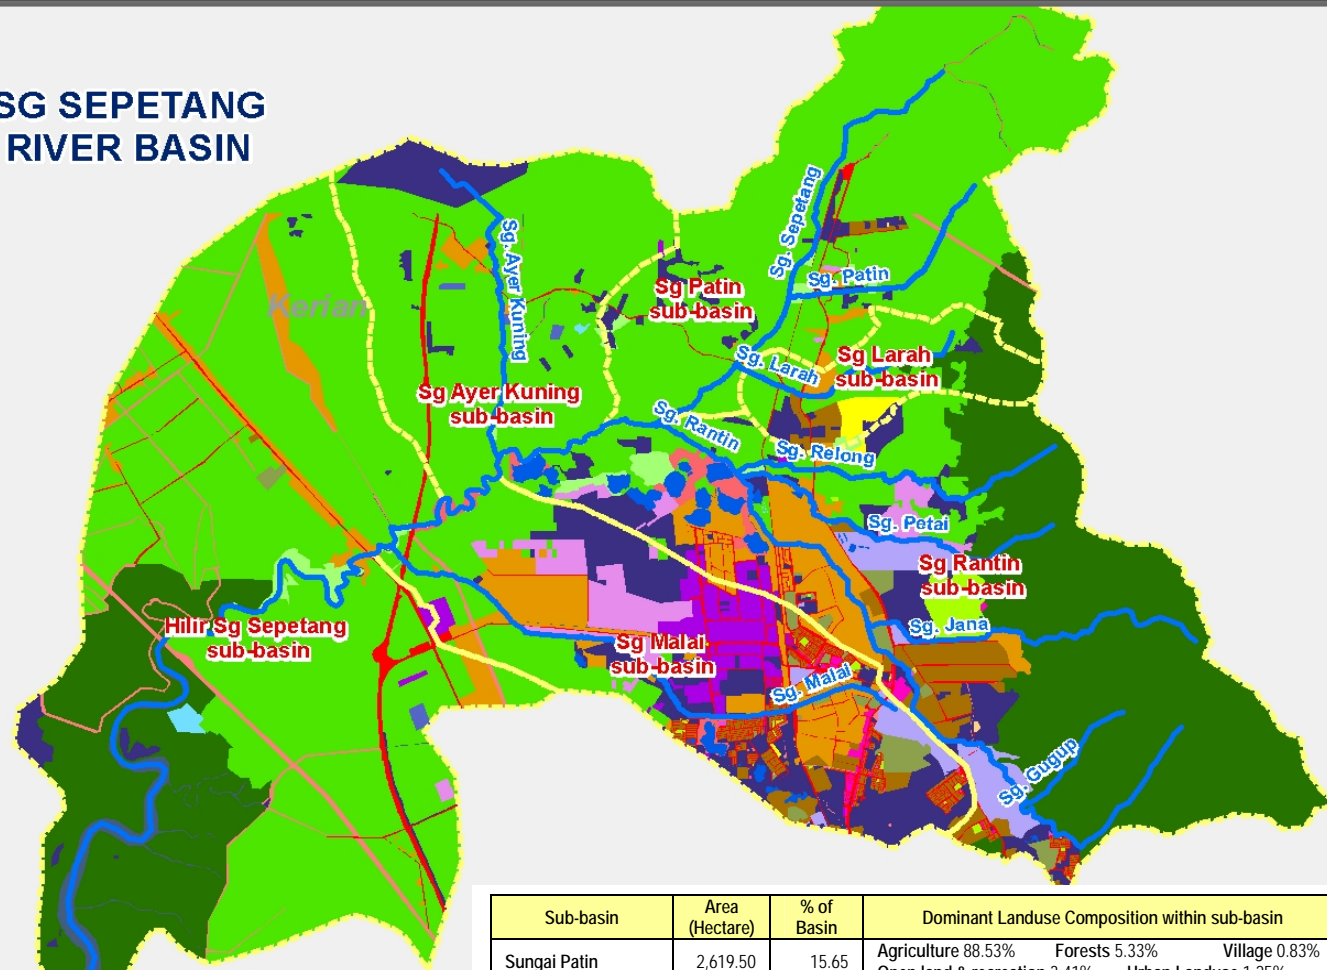 SG SEPETANG
RIVER BASIN
Sg. Sepetang
Sg. Ayer Kuning
Sg. Patin
Kerian
Sg Patin
sub-basin
Sg. Larah
Sg Larah
sub-basin
Sg Ayer Kuning
sub-basin
Sg. Rantin
Sg. Relong
Sg. Petai
Sg Rantin
sub-basin
Sg. Jana
Hilir Sg Sepetang
sub-basin
Sg Malai
sub-basin
Sg. Malai
Sg. Gugup
Sub-basin Area (Hectare) % of Basin Dominant Landuse Composition within sub-basin
Sungai Patin 2,619.50 15.65 Agriculture 88.53% Forests 5.33% Village 0.83%